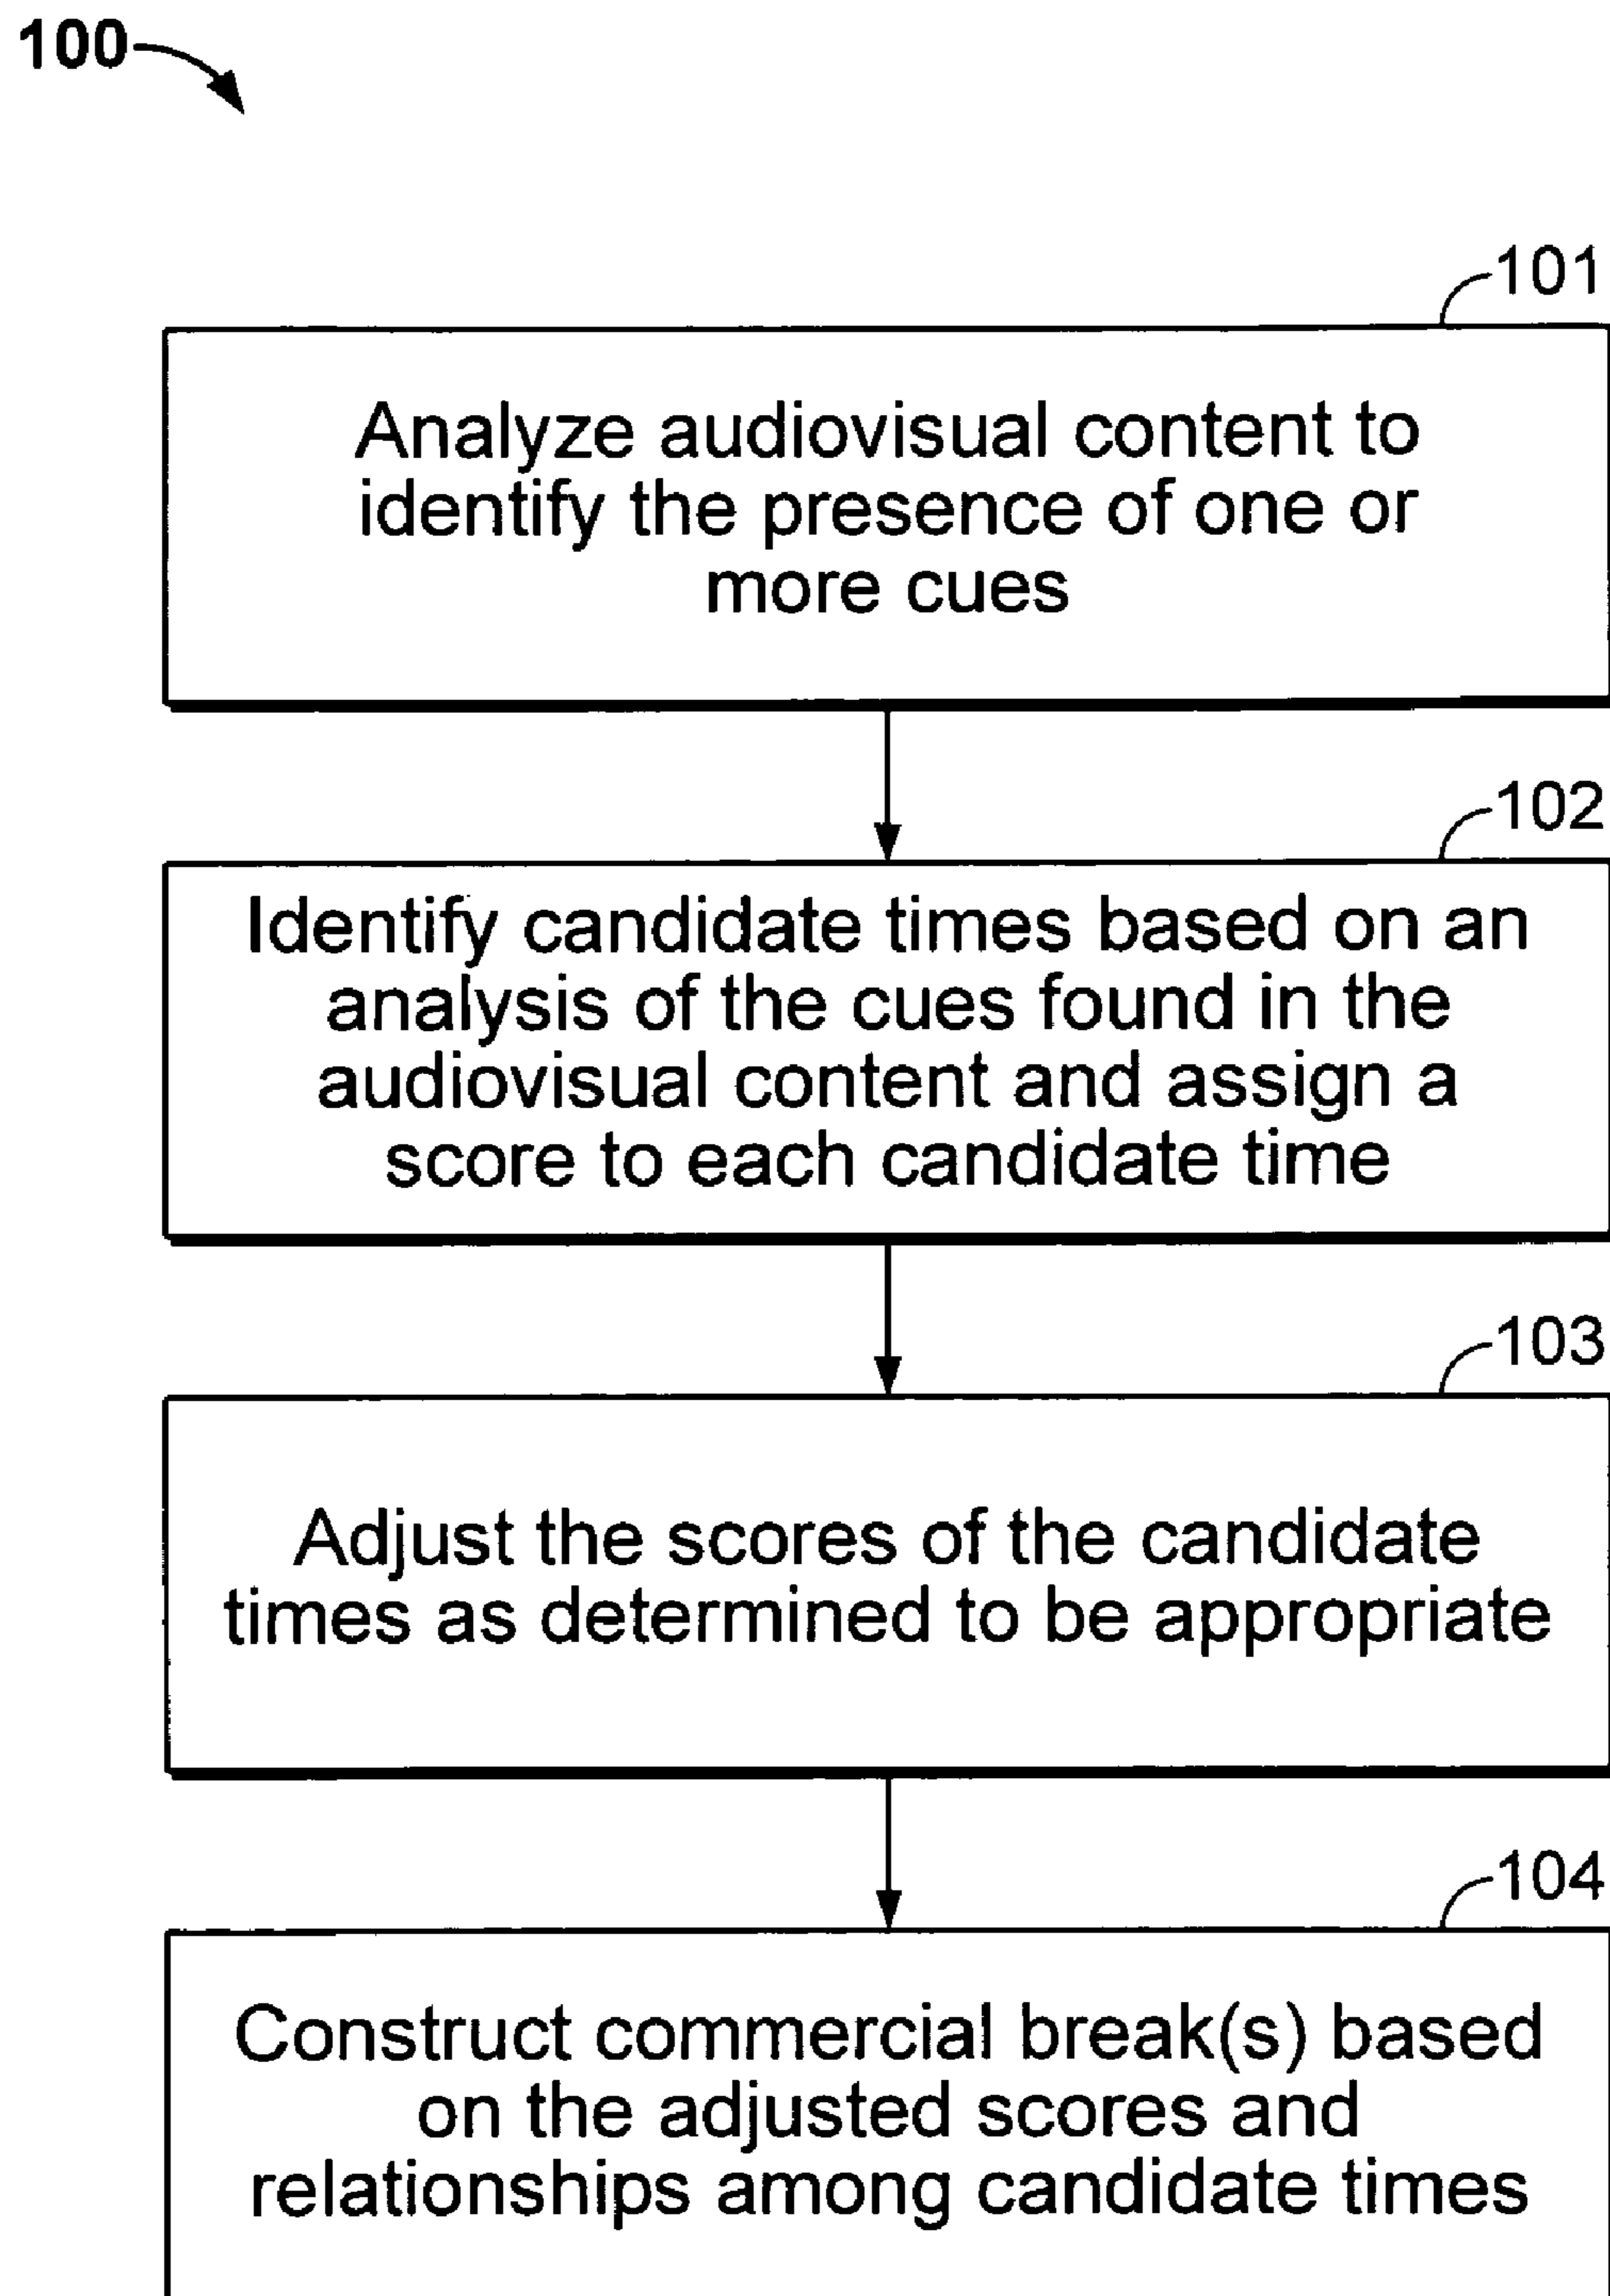 100
101
Analyze audiovisual content to
identify the presence of one or
more cues
102
Identify candidate times based on an
analysis of the cues found in the
audiovisual content and assign a
score to each candidate time
103
Adjust the scores of the candidate
times as determined to be appropriate
104
Construct commercial break(s) based
on the adjusted scores and
relationships among candidate times